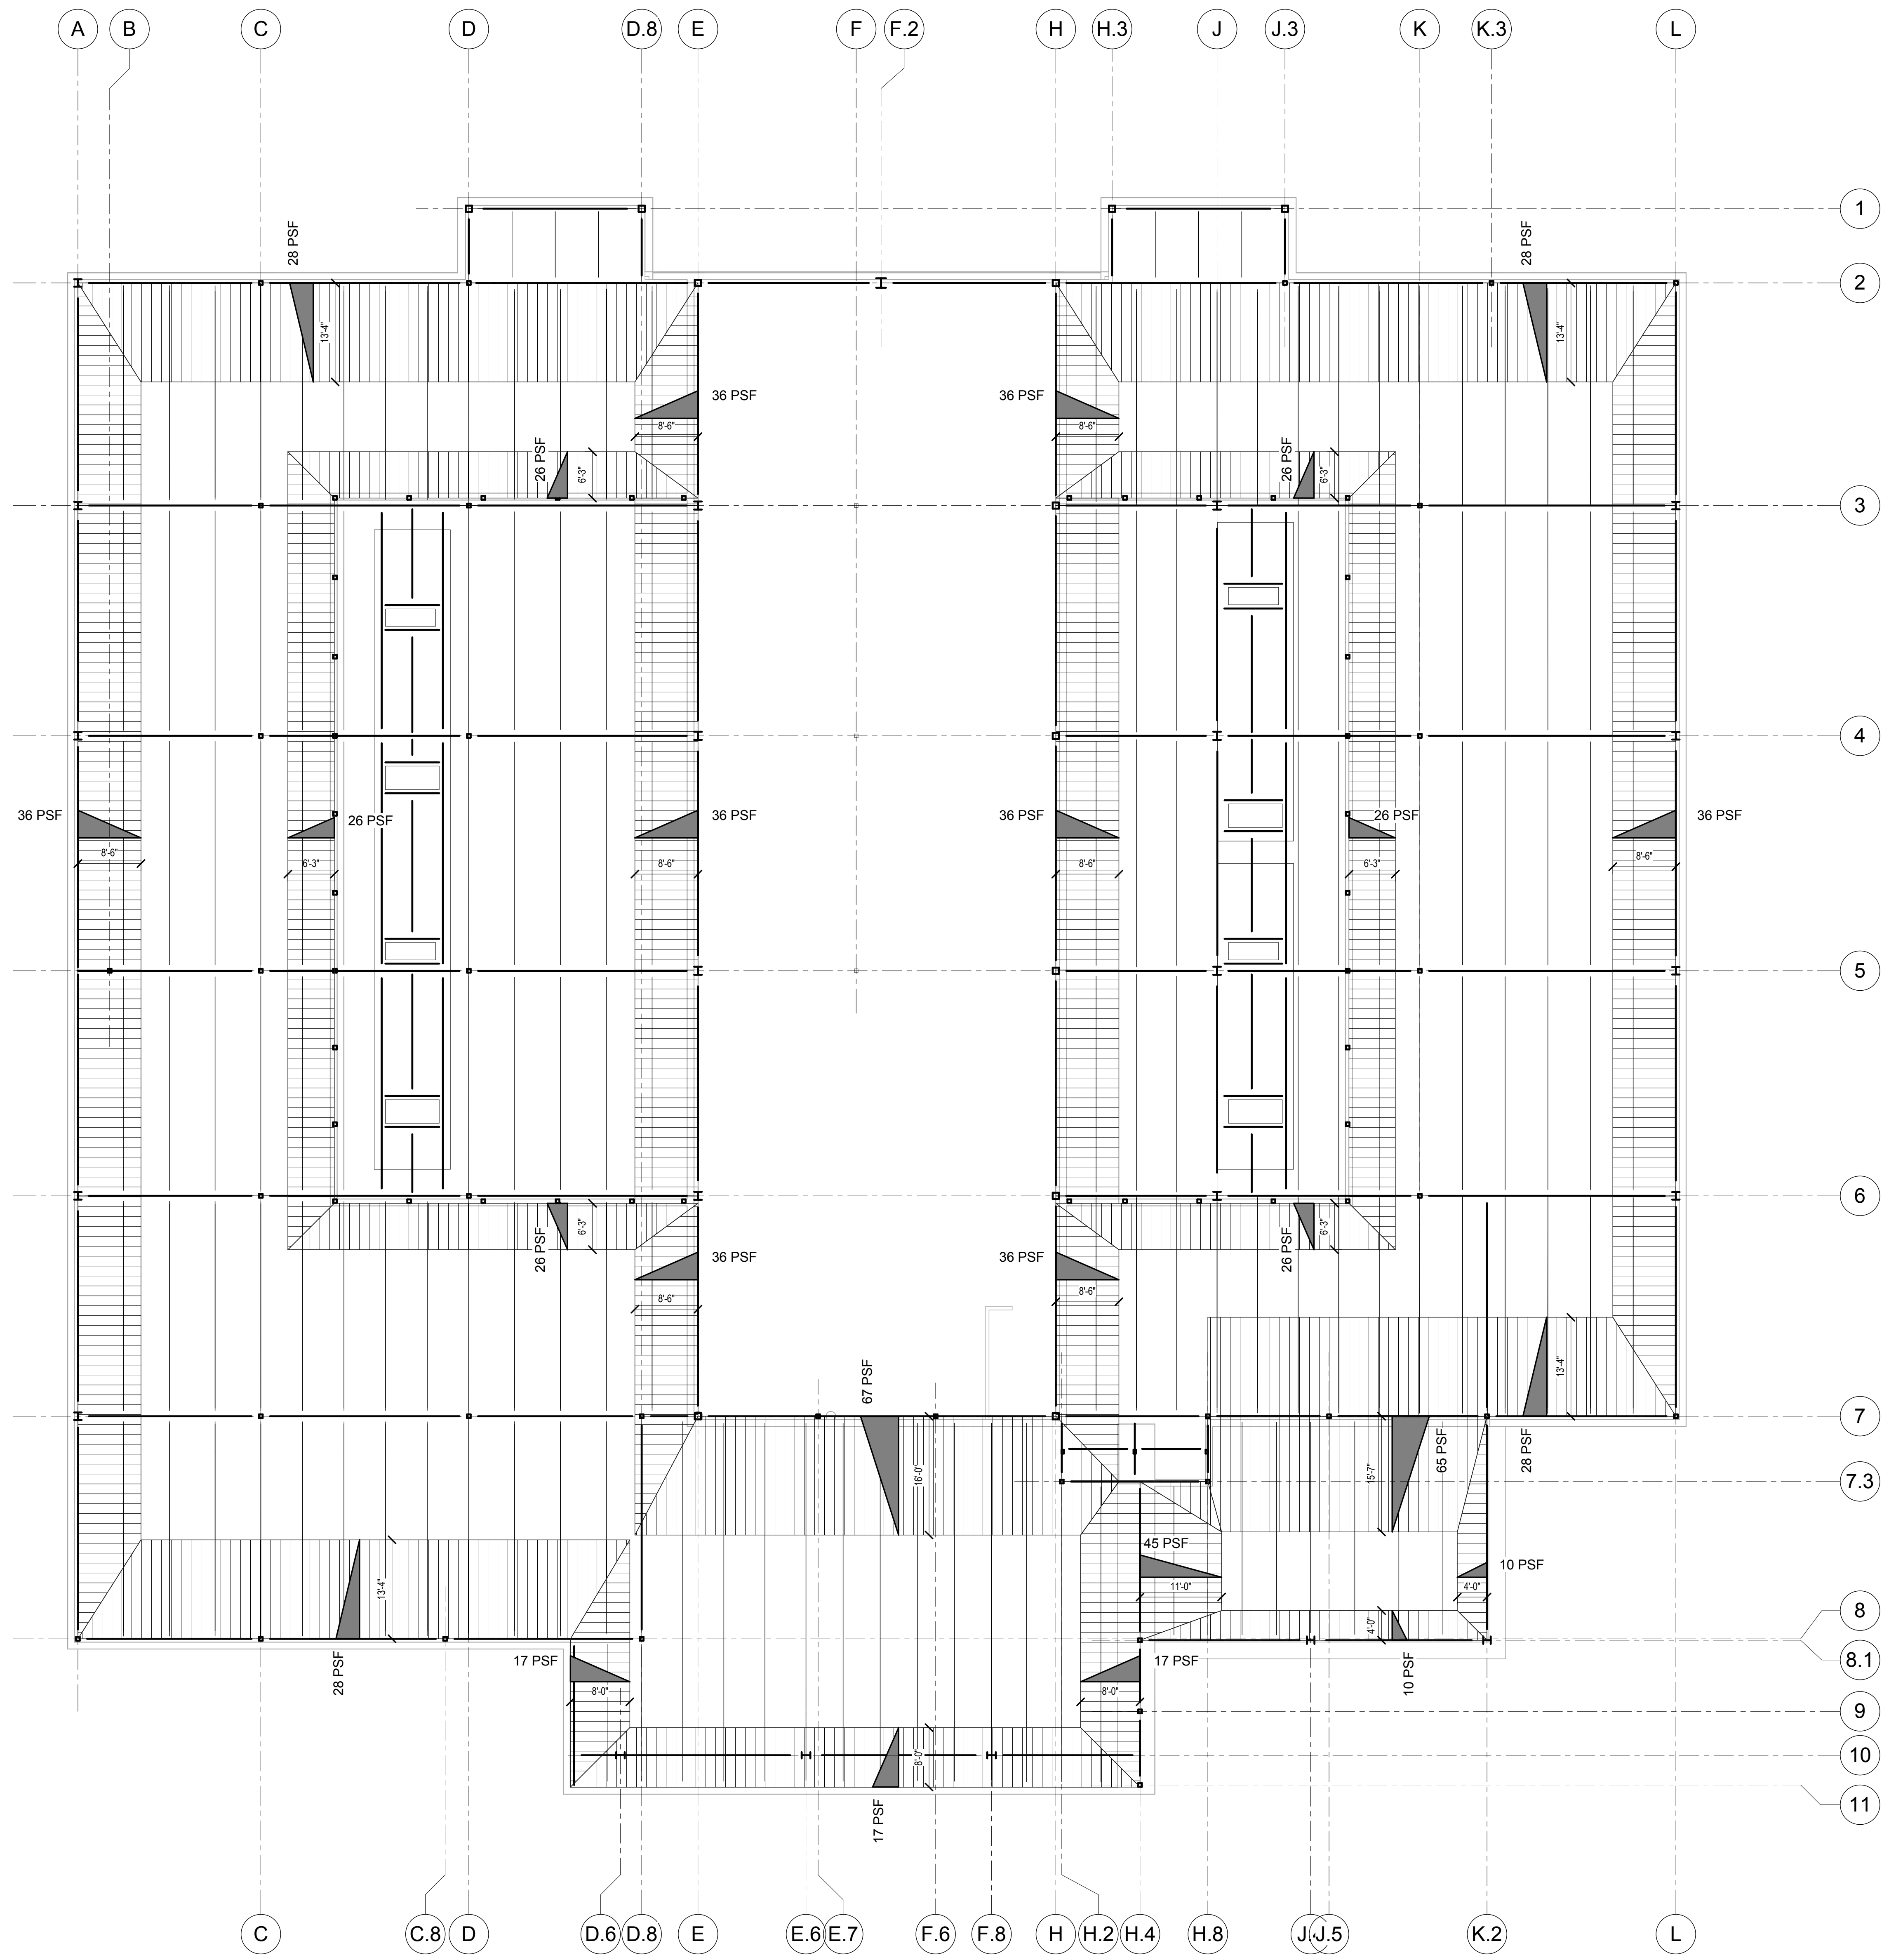 A B C D D.8 E F F.2 H H.3 J J.3 K K.3 L
1
28 PSF 28 PSF
2
13'-4" 13'-4"
36 PSF 36 PSF
8'-6" 8'-6"
26 PSF 6'-3" 26 PSF 6'-3"
3
4
36 PSF 26 PSF 36 PSF 36 PSF 26 PSF 36 PSF
8'-6" 6'-3" 8'-6" 8'-6" 6'-3" 8'-6"
5
6
26 PSF 6'-3" 36 PSF 36 PSF 26 PSF 6'-3"
8'-6" 8'-6"
67 PSF 13'-4"
7
16'-0" 15'-7" 65 PSF 28 PSF
7.3
45 PSF 10 PSF
13'-4" 11'-0" 4'-0"
8
4'-0"
28 PSF 17 PSF 17 PSF 10 PSF 8.1
8'-0" 8'-0"
9
8'-0" 10
17 PSF 11
C C.8 D D.6 D.8 E E.6 E.7 F.6 F.8 H H.2 H.4 H.8 J.5 K.2 L